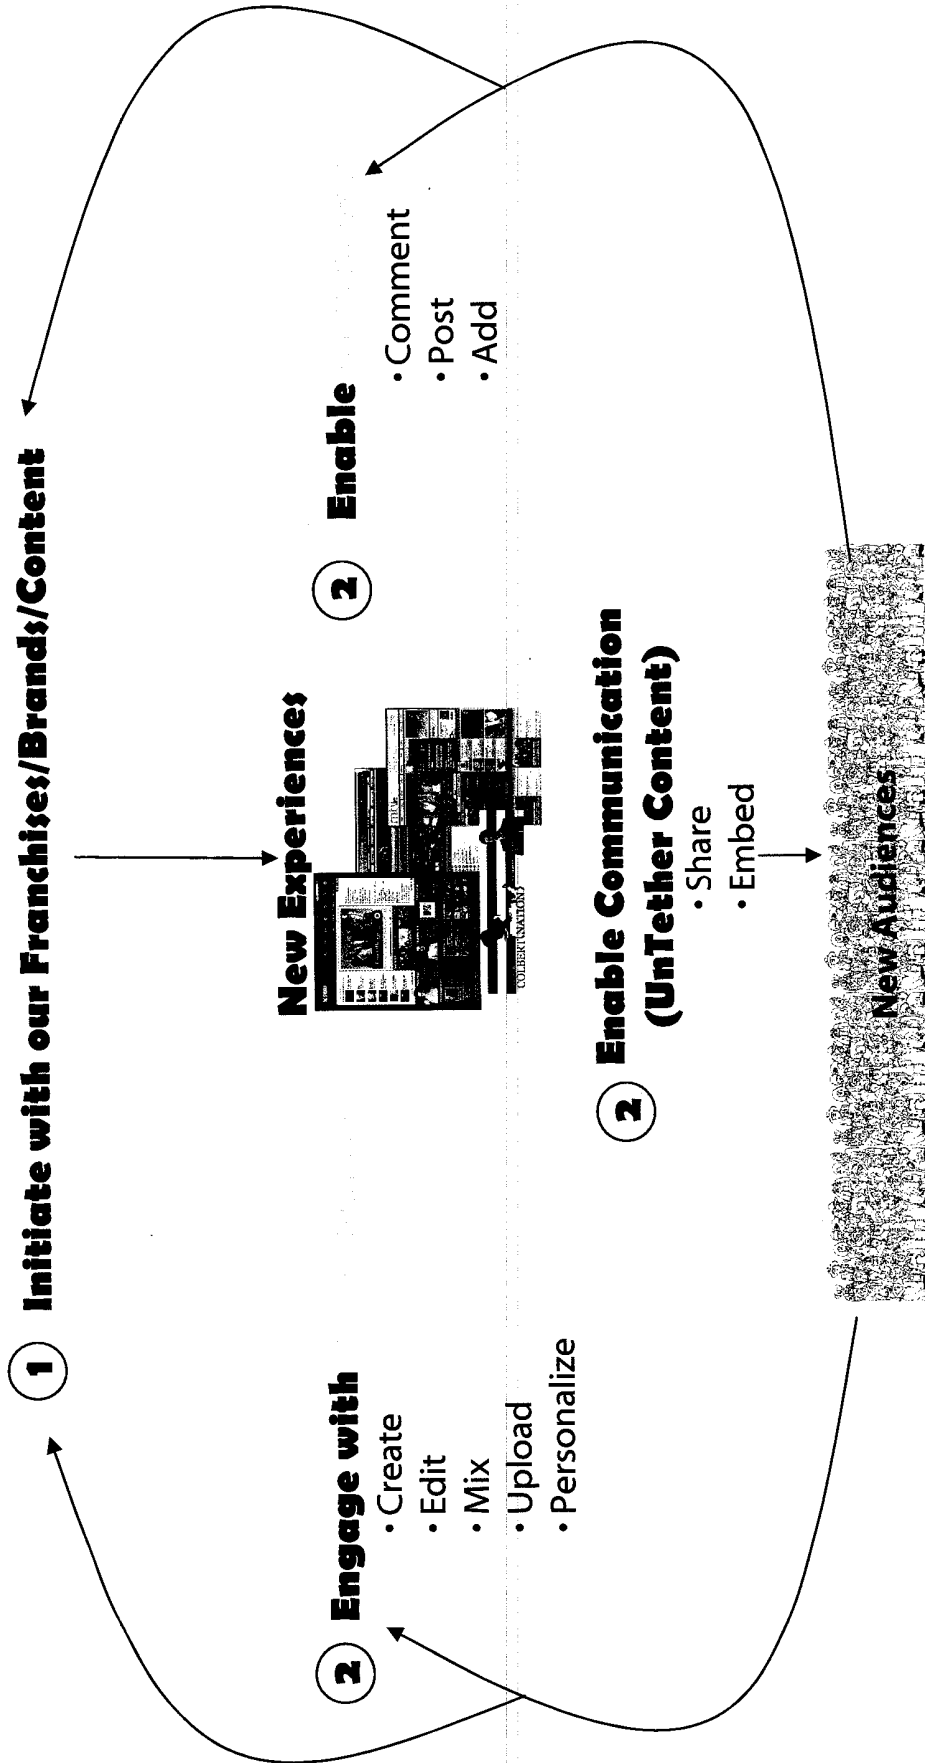 1 Initiate with our Franchises/Brands/Content
New Experiences
COLBERT NATIONS
2 Engage with
• Create
• Edit
• Mix
• Upload
• Personalize
2 Enable Communication
(UnTether Content)
• Share
• Embed
2 Enable
• Comment
• Post
• Add
New Audiences